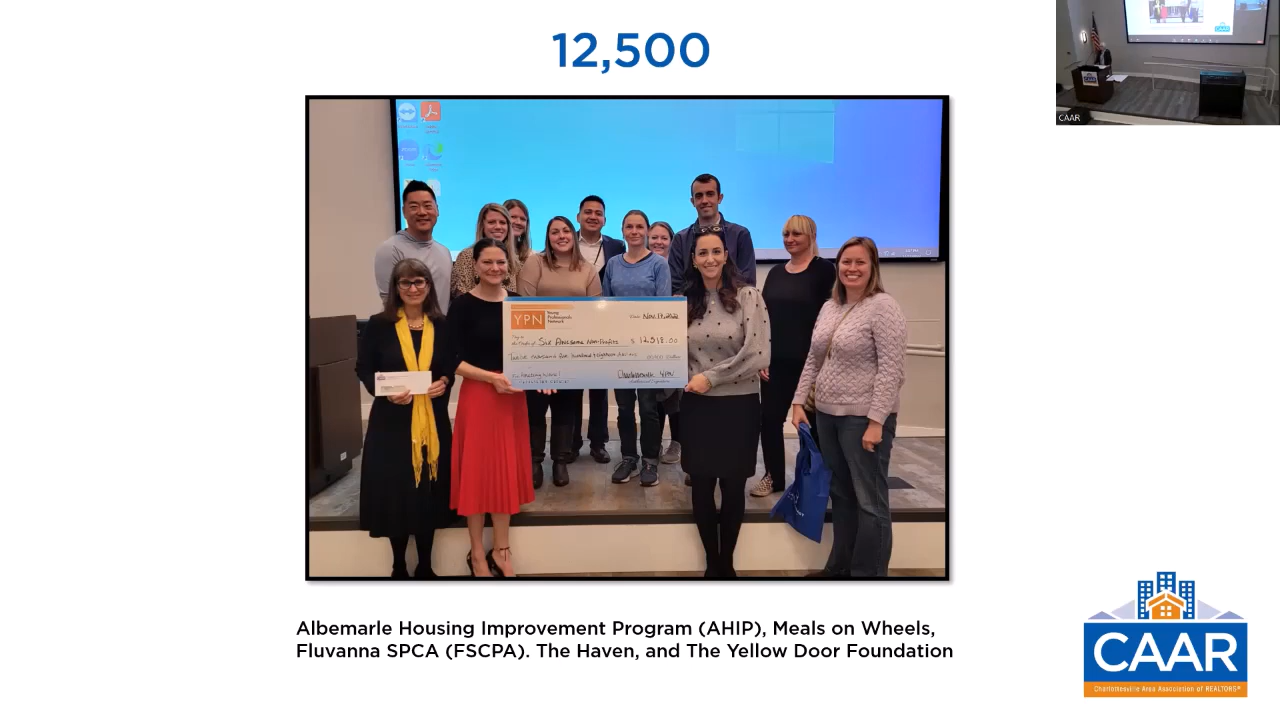 12,500
CAAR
YPN
Young
Professionals
Network
Date Nov. 17, 2022
Six Awesome Non-Profits $ 12,518.00
Charlottesville YPN
Albemarle Housing Improvement Program (AHIP), Meals on Wheels,
Fluvanna SPCA (FSCPA). The Haven, and The Yellow Door Foundation
CAAR
Charlottesville Area Association of REALTORS®